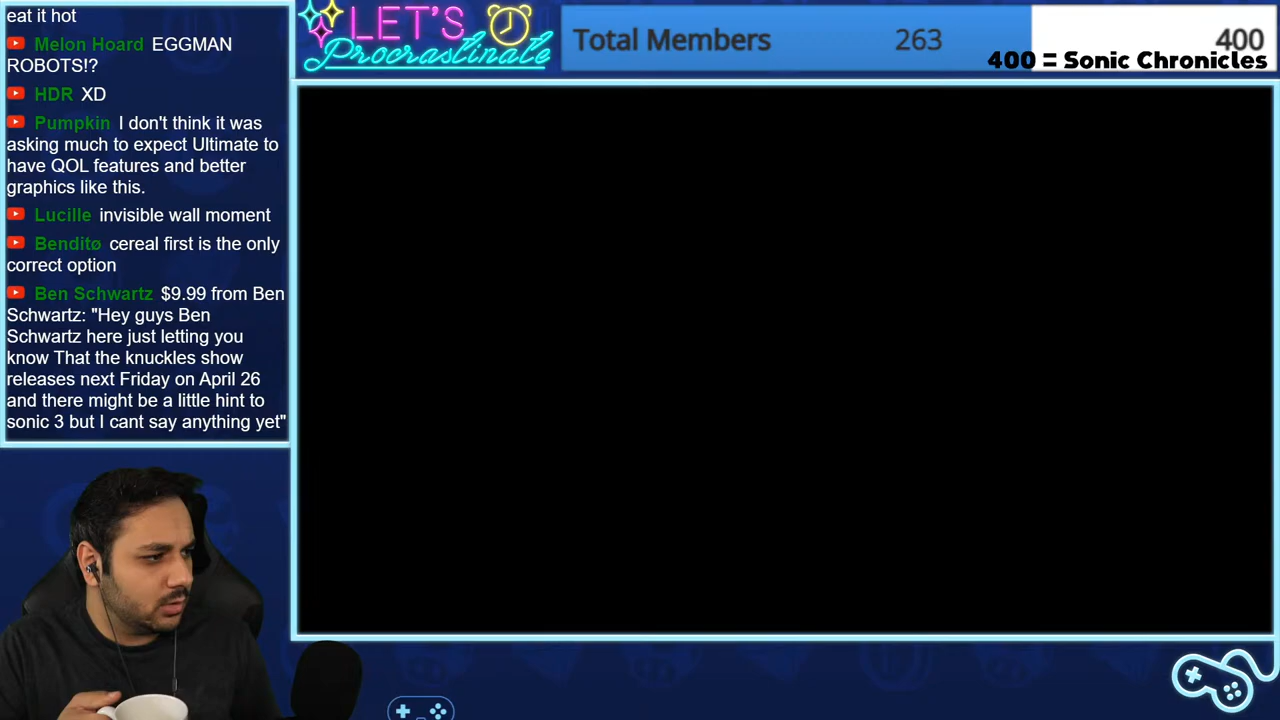 eat it hot
Melon Hoard EGGMAN
ROBOTS!?
HDR XD
Pumpkin I don't think it was
asking much to expect Ultimate to
have QOL features and better
graphics like this.
Lucille invisible wall moment
Benditø cereal first is the only
correct option
Ben Schwartz $9.99 from Ben
Schwartz: "Hey guys Ben
Schwartz here just letting you
know That the knuckles show
releases next Friday on April 26
and there might be a little hint to
sonic 3 but I cant say anything yet"
LET'S
Procrastinate
Total Members 263 400
400 = Sonic Chronicles